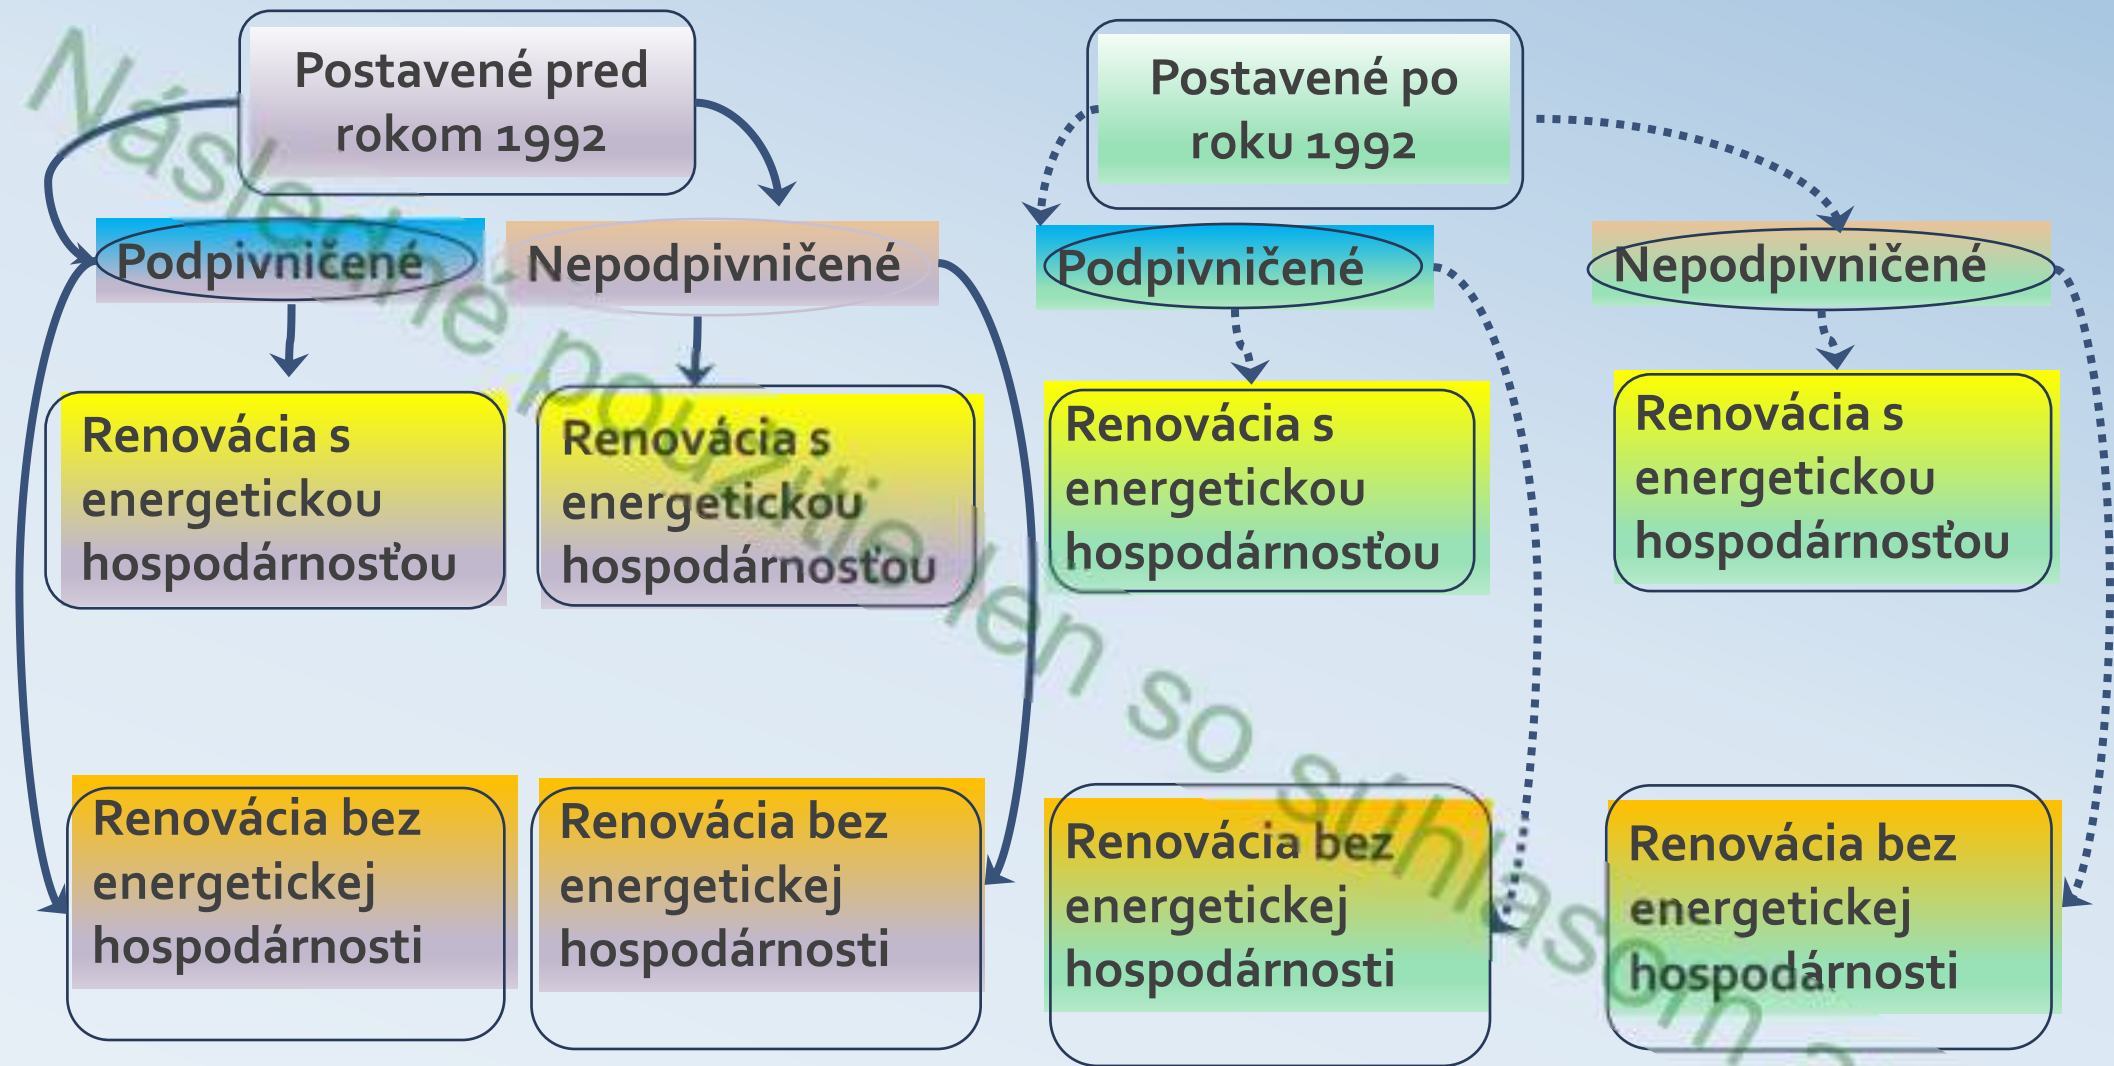 Postavené pred
rokom 1992
Postavené po
roku 1992
Podpivničené
Nepodpivničené
Podpivničené
Nepodpivničené
Renovácia s
energetickou
hospodárnosťou
Renovácia s
energetickou
hospodárnosťou
Renovácia s
energetickou
hospodárnosťou
Renovácia s
energetickou
hospodárnosťou
Renovácia bez
energetickej
hospodárnosti
Renovácia bez
energetickej
hospodárnosti
Renovácia bez
energetickej
hospodárnosti
Renovácia bez
energetickej
hospodárnosti
Následné použitie len so súhlasom